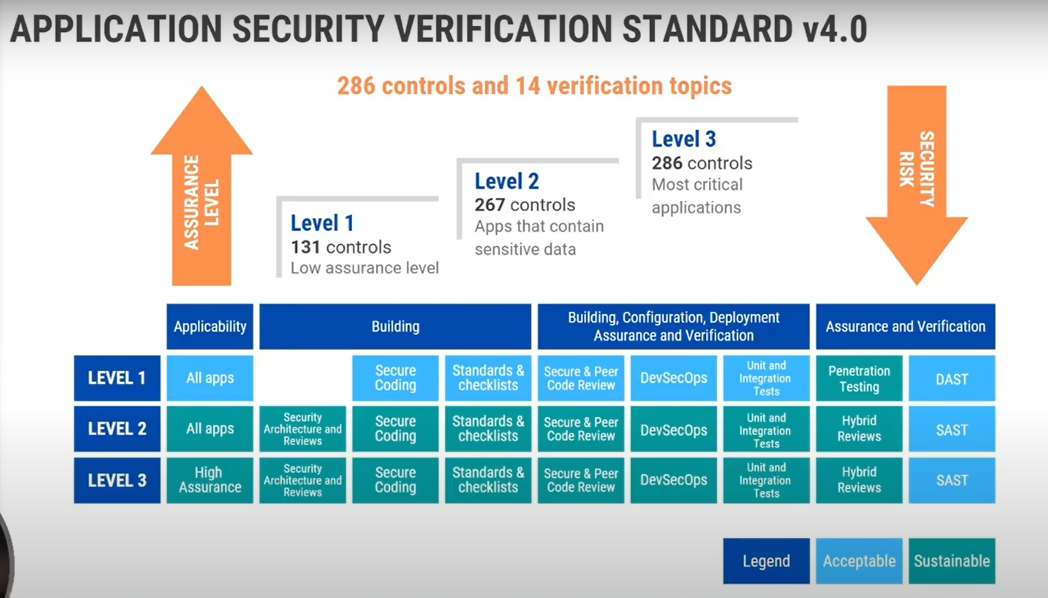 APPLICATION SECURITY VERIFICATION STANDARD v4.0
286 controls and 14 verification topics
ASSURANCE
LEVEL
Level 1
131 controls
Low assurance level
Level 2
267 controls
Apps that contain
sensitive data
Level 3
286 controls
Most critical
applications
SECURITY
RISK
Applicability
Building
Building, Configuration, Deployment
Assurance and Verification
Assurance and Verification
LEVEL 1
All apps
Secure
Coding
Standards &
checklists
Secure & Peer
Code Review
DevSecOps
Unit and
Integration
Tests
Penetration
Testing
DAST
LEVEL 2
All apps
Security
Architecture and
Reviews
Secure
Coding
Standards &
checklists
Secure & Peer
Code Review
DevSecOps
Unit and
Integration
Tests
Hybrid
Reviews
SAST
LEVEL 3
High
Assurance
Security
Architecture and
Reviews
Secure
Coding
Standards &
checklists
Secure & Peer
Code Review
DevSecOps
Unit and
Integration
Tests
Hybrid
Reviews
SAST
Legend
Acceptable
Sustainable